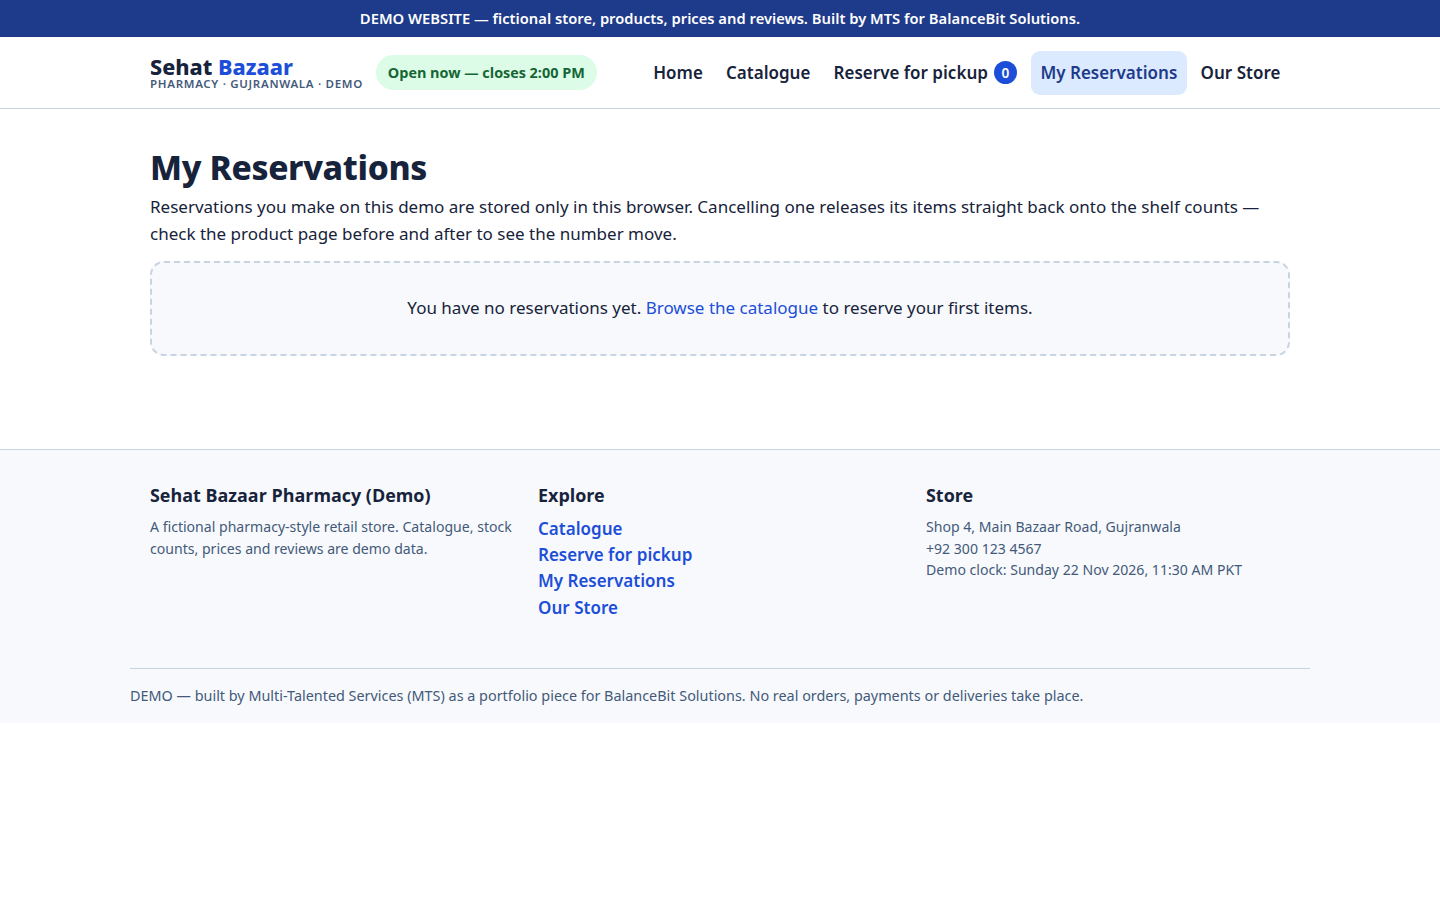 DEMO WEBSITE — fictional store, products, prices and reviews. Built by MTS for BalanceBit Solutions.
Sehat Bazaar
PHARMACY · GUJRANWALA · DEMO
Open now — closes 2:00 PM
Home
Catalogue
Reserve for pickup 0
My Reservations
Our Store
My Reservations
Reservations you make on this demo are stored only in this browser. Cancelling one releases its items straight back onto the shelf counts —
check the product page before and after to see the number move.
You have no reservations yet. Browse the catalogue to reserve your first items.
Sehat Bazaar Pharmacy (Demo)
A fictional pharmacy-style retail store. Catalogue, stock
counts, prices and reviews are demo data.
Explore
Catalogue
Reserve for pickup
My Reservations
Our Store
Store
Shop 4, Main Bazaar Road, Gujranwala
+92 300 123 4567
Demo clock: Sunday 22 Nov 2026, 11:30 AM PKT
DEMO — built by Multi-Talented Services (MTS) as a portfolio piece for BalanceBit Solutions. No real orders, payments or deliveries take place.